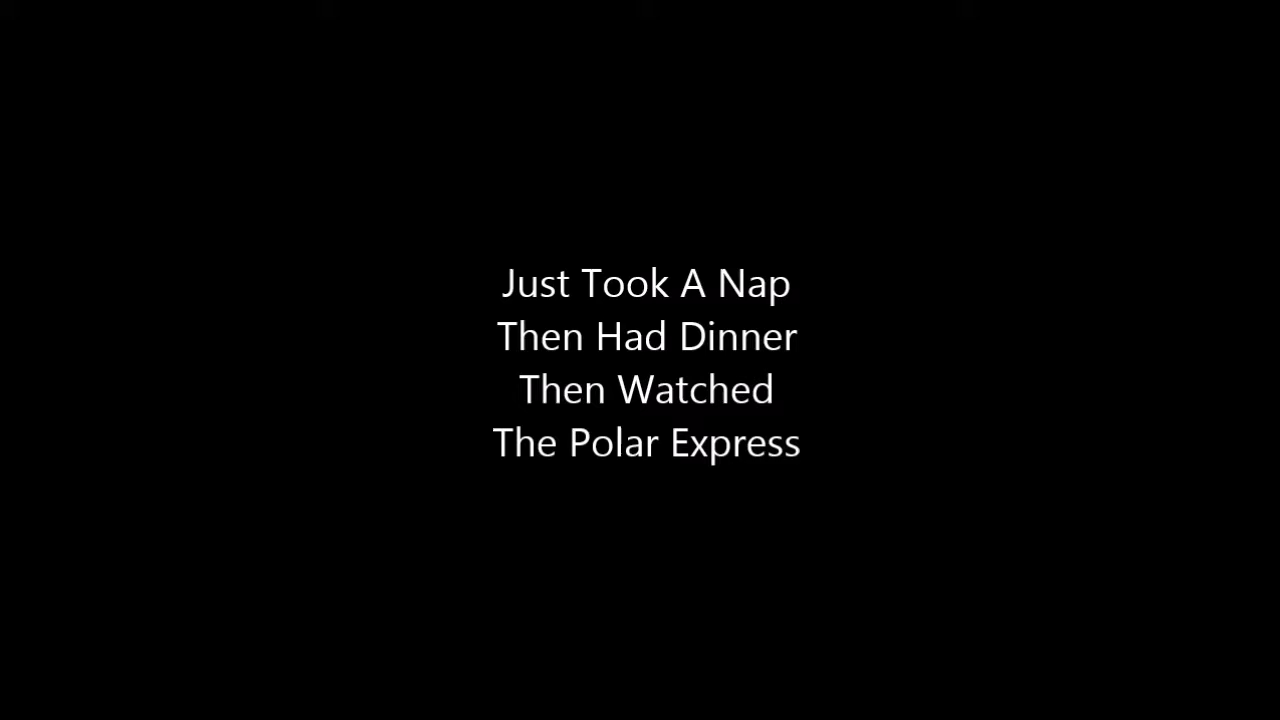 Just Took A Nap
Then Had Dinner
Then Watched
The Polar Express